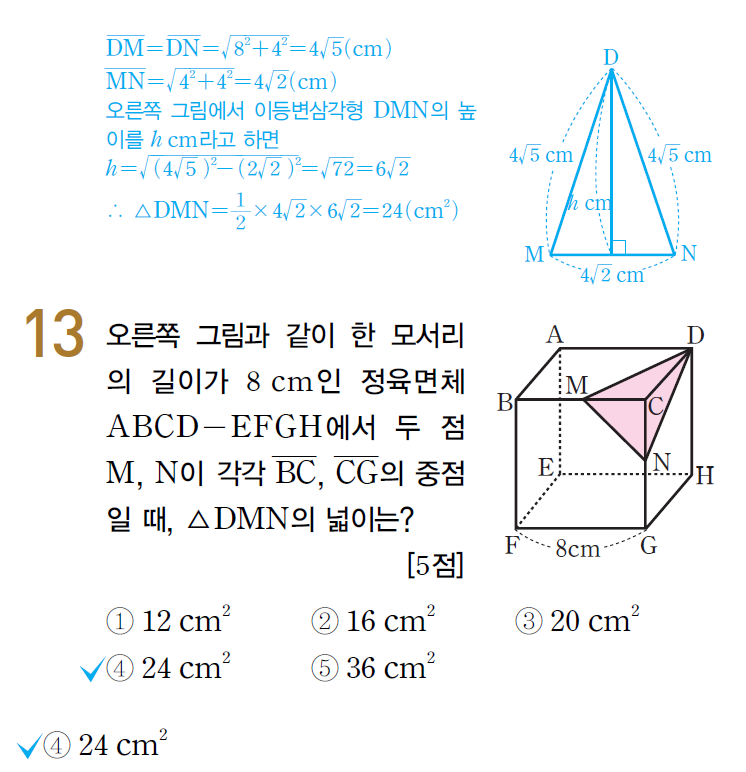 DM=DN=√8²+4²=4√5(cm)
MN=√4²+4²=4√2(cm)
오른쪽 그림에서 이등변삼각형 DMN의 높
이를 h cm라고 하면
h=√(4√5)²-(2√2)²=√72=6√2
∴ △DMN=1/2×4√2×6√2=24(cm²)
D
4√5 cm
4√5 cm
h cm
M
N
4√2 cm
13
오른쪽 그림과 같이 한 모서리
의 길이가 8 cm인 정육면체
ABCD-EFGH에서 두 점
M, N이 각각 BC, CG의 중점
일 때, △DMN의 넓이는?
[5점]
A
D
M
B
C
N
E
H
F
8cm
G
① 12 cm² ② 16 cm² ③ 20 cm²
④ 24 cm² ⑤ 36 cm²
④ 24 cm²